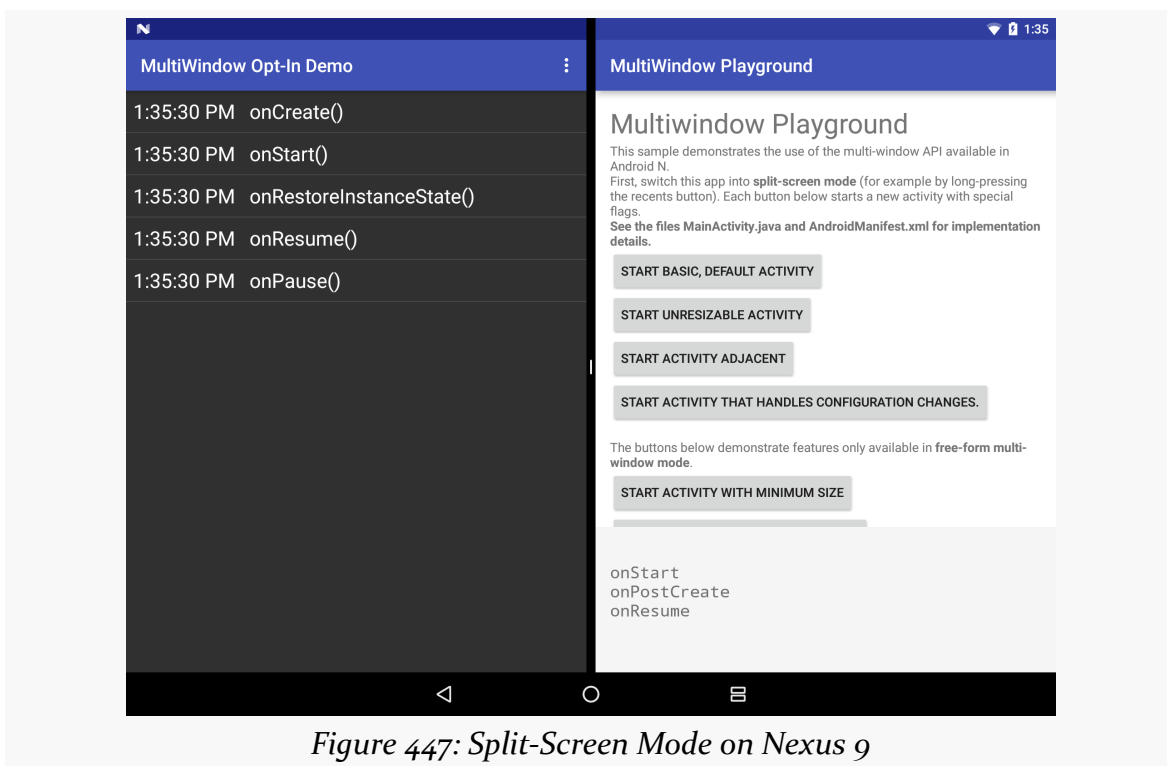 1:35
MultiWindow Opt-In Demo
1:35:30 PM onCreate()
1:35:30 PM onStart()
1:35:30 PM onRestoreInstanceState()
1:35:30 PM onResume()
1:35:30 PM onPause()
MultiWindow Playground
Multiwindow Playground
This sample demonstrates the use of the multi-window API available in
Android N.
First, switch this app into split-screen mode (for example by long-pressing
the recents button). Each button below starts a new activity with special
flags.
See the files MainActivity.java and AndroidManifest.xml for implementation
details.
START BASIC, DEFAULT ACTIVITY
START UNRESIZABLE ACTIVITY
START ACTIVITY ADJACENT
START ACTIVITY THAT HANDLES CONFIGURATION CHANGES.
The buttons below demonstrate features only available in free-form multi-
window mode.
START ACTIVITY WITH MINIMUM SIZE
onStart
onPostCreate
onResume
Figure 447: Split-Screen Mode on Nexus 9